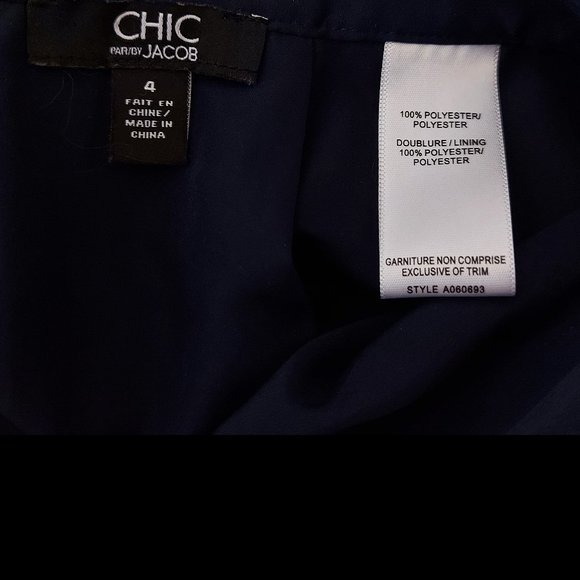 CHIC
PAR/BY JACOB
4
FAIT EN
CHINE/
MADE IN
CHINA
100% POLYESTER/
POLYESTER
DOUBLURE / LINING
100% POLYESTER/
POLYESTER
GARNITURE NON COMPRISE
EXCLUSIVE OF TRIM
STYLE A060693